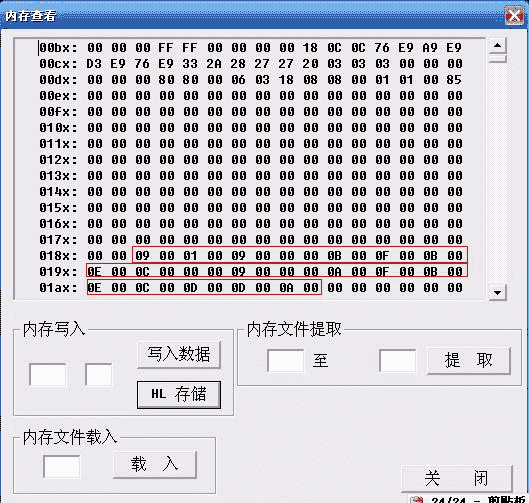 内存查看
00bx: 00 00 00 FF FF 00 00 00 00 18 0C 0C 76 E9 A9 E9
00cx: D3 E9 76 E9 33 2A 28 27 27 20 03 03 03 00 00 00
00dx: 00 00 00 80 80 00 06 03 18 08 08 00 01 01 00 85
00ex: 00 00 00 00 00 00 00 00 00 00 00 00 00 00 00 00
00fx: 00 00 00 00 00 00 00 00 00 00 00 00 00 00 00 00
010x: 00 00 00 00 00 00 00 00 00 00 00 00 00 00 00 00
011x: 00 00 00 00 00 00 00 00 00 00 00 00 00 00 00 00
012x: 00 00 00 00 00 00 00 00 00 00 00 00 00 00 00 00
013x: 00 00 00 00 00 00 00 00 00 00 00 00 00 00 00 00
014x: 00 00 00 00 00 00 00 00 00 00 00 00 00 00 00 00
015x: 00 00 00 00 00 00 00 00 00 00 00 00 00 00 00 00
016x: 00 00 00 00 00 00 00 00 00 00 00 00 00 00 00 00
017x: 00 00 00 00 00 00 00 00 00 00 00 00 00 00 00 00
018x: 00 00 09 00 01 00 09 00 00 00 0B 00 0F 00 0B 00
019x: 0E 00 0C 00 00 00 09 00 00 00 0A 00 0F 00 0B 00
01ax: 0E 00 0C 00 0D 00 0D 00 0A 00 00 00 00 00 00 00
内存写入
写入数据
HL 存储
内存文件提取
至
提 取
内存文件载入
载 入
关 闭
24/24 - 剪贴板